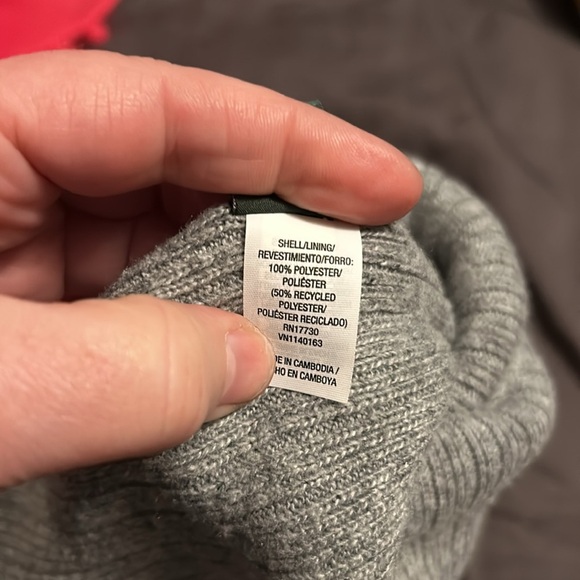 SHELL/LINING/
REVESTIMIENTO/FORRO:
100% POLYESTER/
POLIÉSTER
(50% RECYCLED
POLYESTER/
POLIÉSTER RECICLADO)
RN17730
VN1140163
DE IN CAMBODIA /
HO EN CAMBOYA